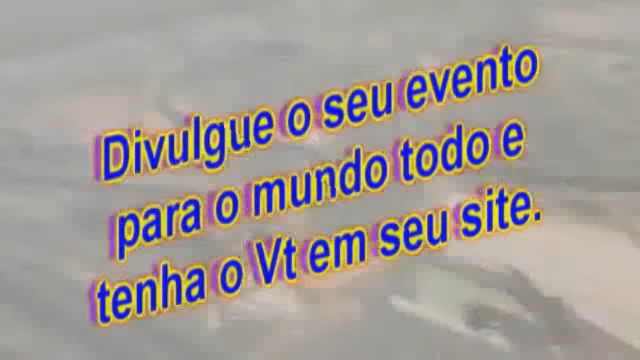 Divulgue o seu evento
para o mundo todo e
tenha o Vt em seu site.